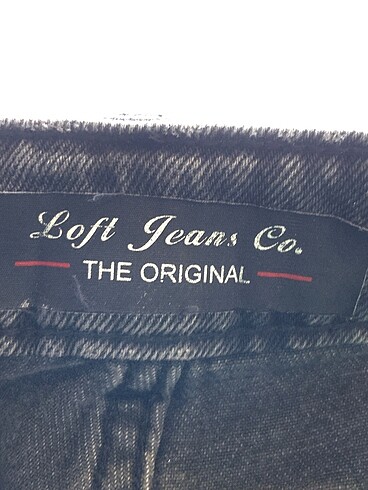 Loft Jeans Co.
THE ORIGINAL